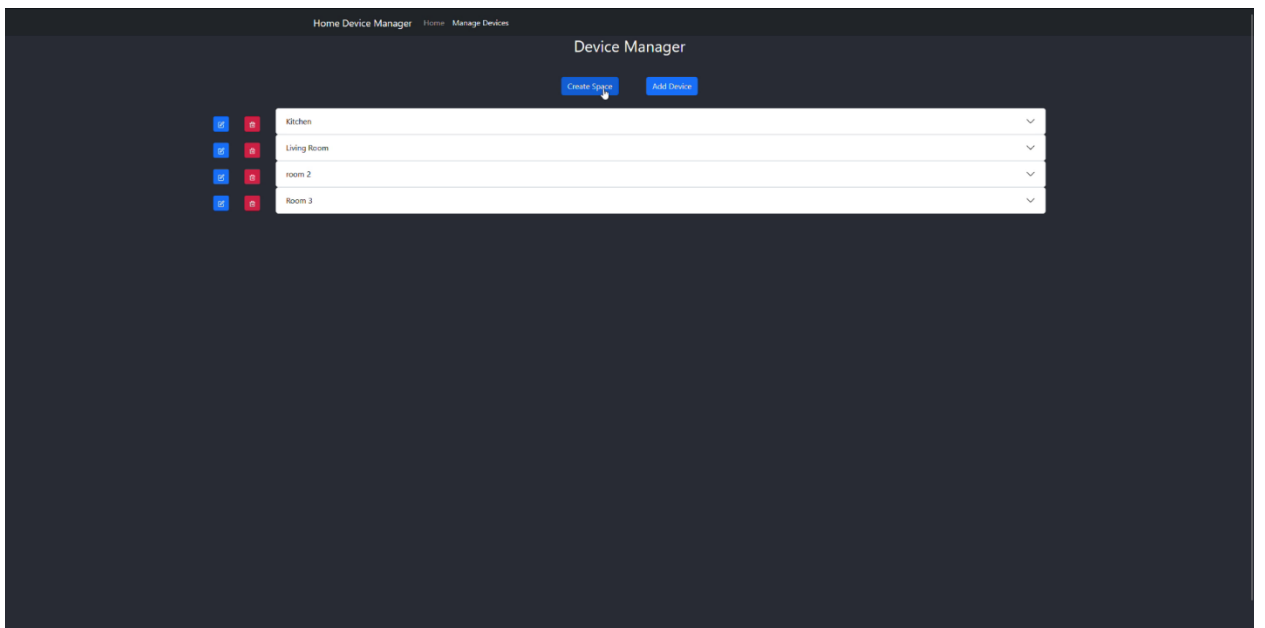 Home Device Manager Home Manage Devices
Device Manager
Create Space Add Device
Kitchen
Living Room
room 2
Room 3